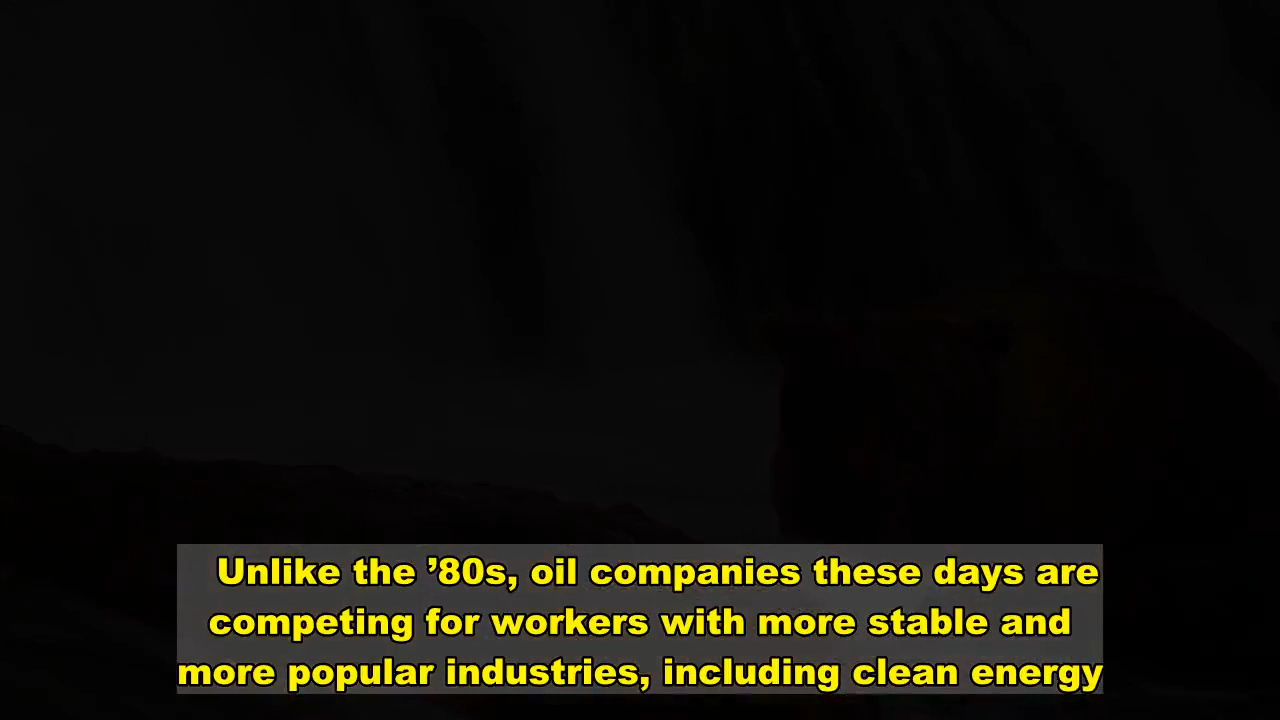 Unlike the ’80s, oil companies these days are
competing for workers with more stable and
more popular industries, including clean energy